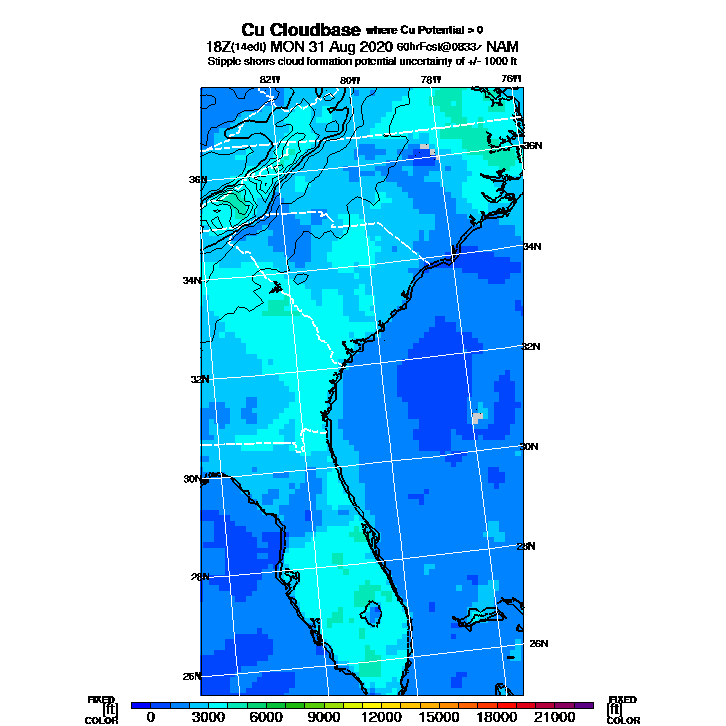 Cu Cloudbase where Cu Potential > 0
18Z(14edt) MON 31 Aug 2020 60hrFcst@0833z NAM
Stipple shows cloud formation potential uncertainty of +/- 1000 ft
82W 80W 78W 76W
36N 36N
34N 34N
32N 32N
30N 30N
28N 28N
26N 26N
FIXED FIXED
[ft] [ft]
COLOR COLOR
0 3000 6000 9000 12000 15000 18000 21000